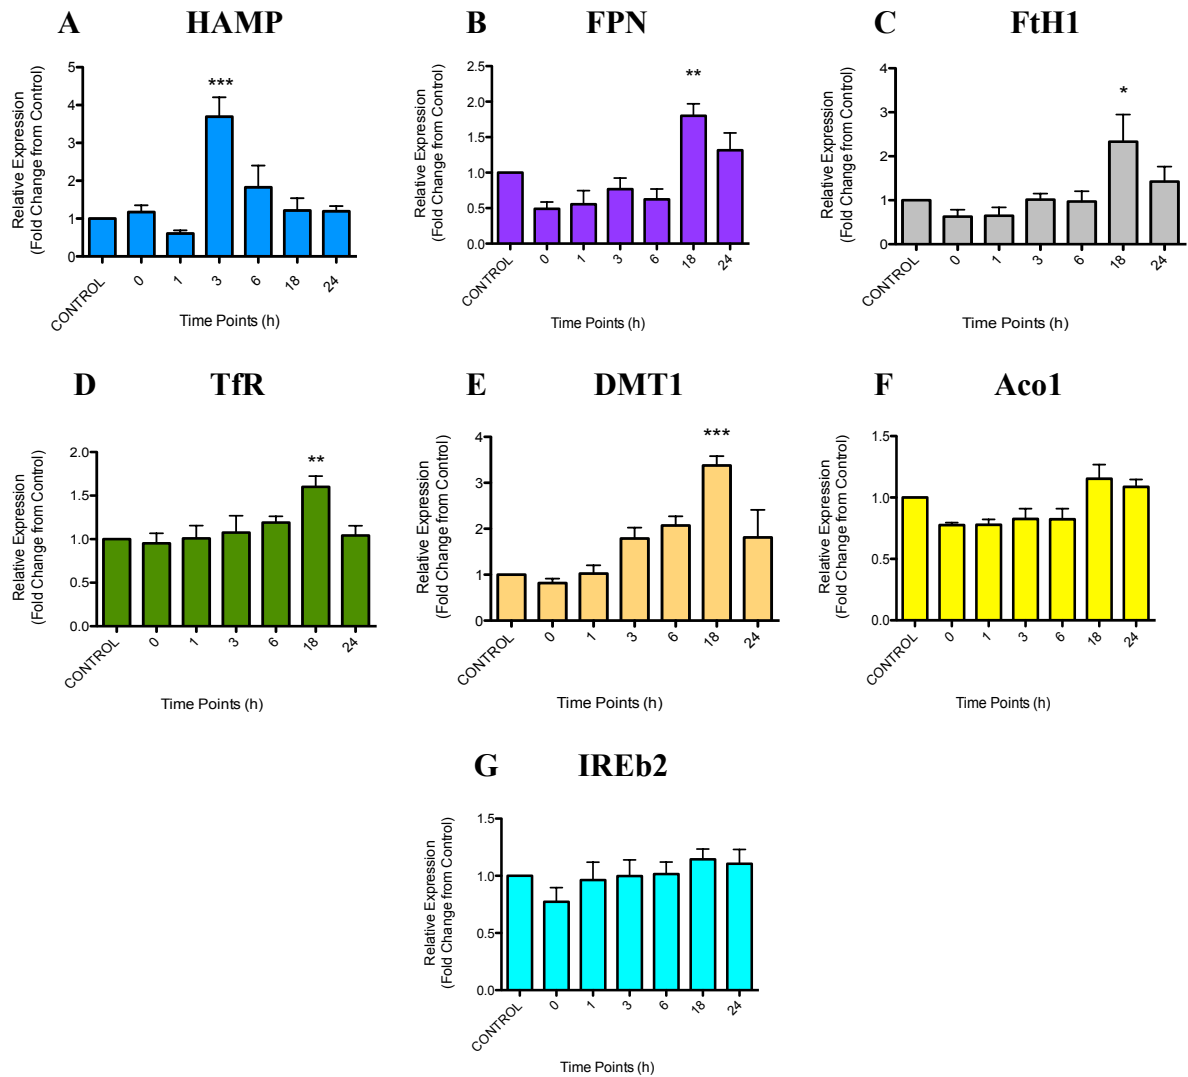 A HAMP
Relative Expression
(Fold Change from Control)
5
4
3
2
1
0
***
CONTROL 0 1 3 6 18 24
Time Points (h)
B FPN
Relative Expression
(Fold Change from Control)
2.5
2.0
1.5
1.0
0.5
0.0
**
CONTROL 0 1 3 6 18 24
Time Points (h)
C FtH1
Relative Expression
(Fold Change from Control)
4
3
2
1
0
*
CONTROL 0 1 3 6 18 24
Time Points (h)
D TfR
Relative Expression
(Fold Change from Control)
2.0
1.5
1.0
0.5
0.0
**
CONTROL 0 1 3 6 18 24
Time Points (h)
E DMT1
Relative Expression
(Fold Change from Control)
4
3
2
1
0
***
CONTROL 0 1 3 6 18 24
Time Points (h)
F Aco1
Relative Expression
(Fold Change from Control)
1.5
1.0
0.5
0.0
CONTROL 0 1 3 6 18 24
Time Points (h)
G IREb2
Relative Expression
(Fold Change from Control)
1.5
1.0
0.5
0.0
CONTROL 0 1 3 6 18 24
Time Points (h)